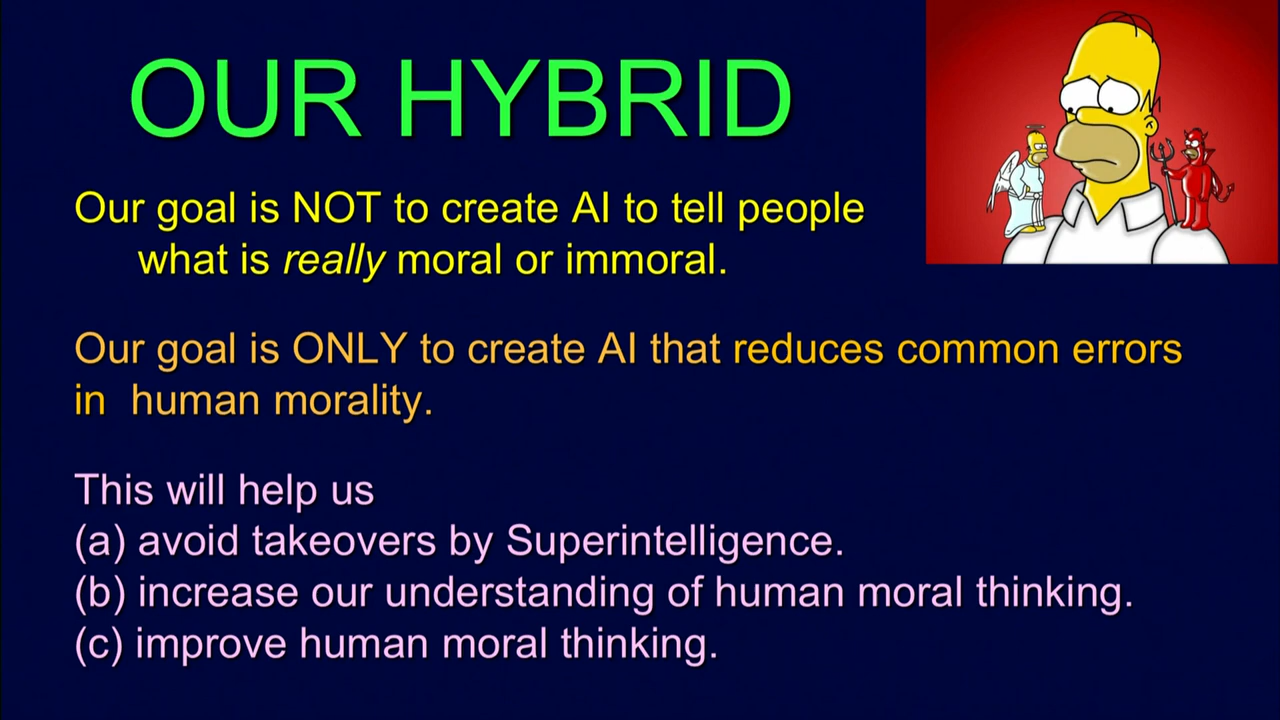 OUR HYBRID
Our goal is NOT to create AI to tell people
what is really moral or immoral.
Our goal is ONLY to create AI that reduces common errors
in  human morality.
This will help us
(a) avoid takeovers by Superintelligence.
(b) increase our understanding of human moral thinking.
(c) improve human moral thinking.